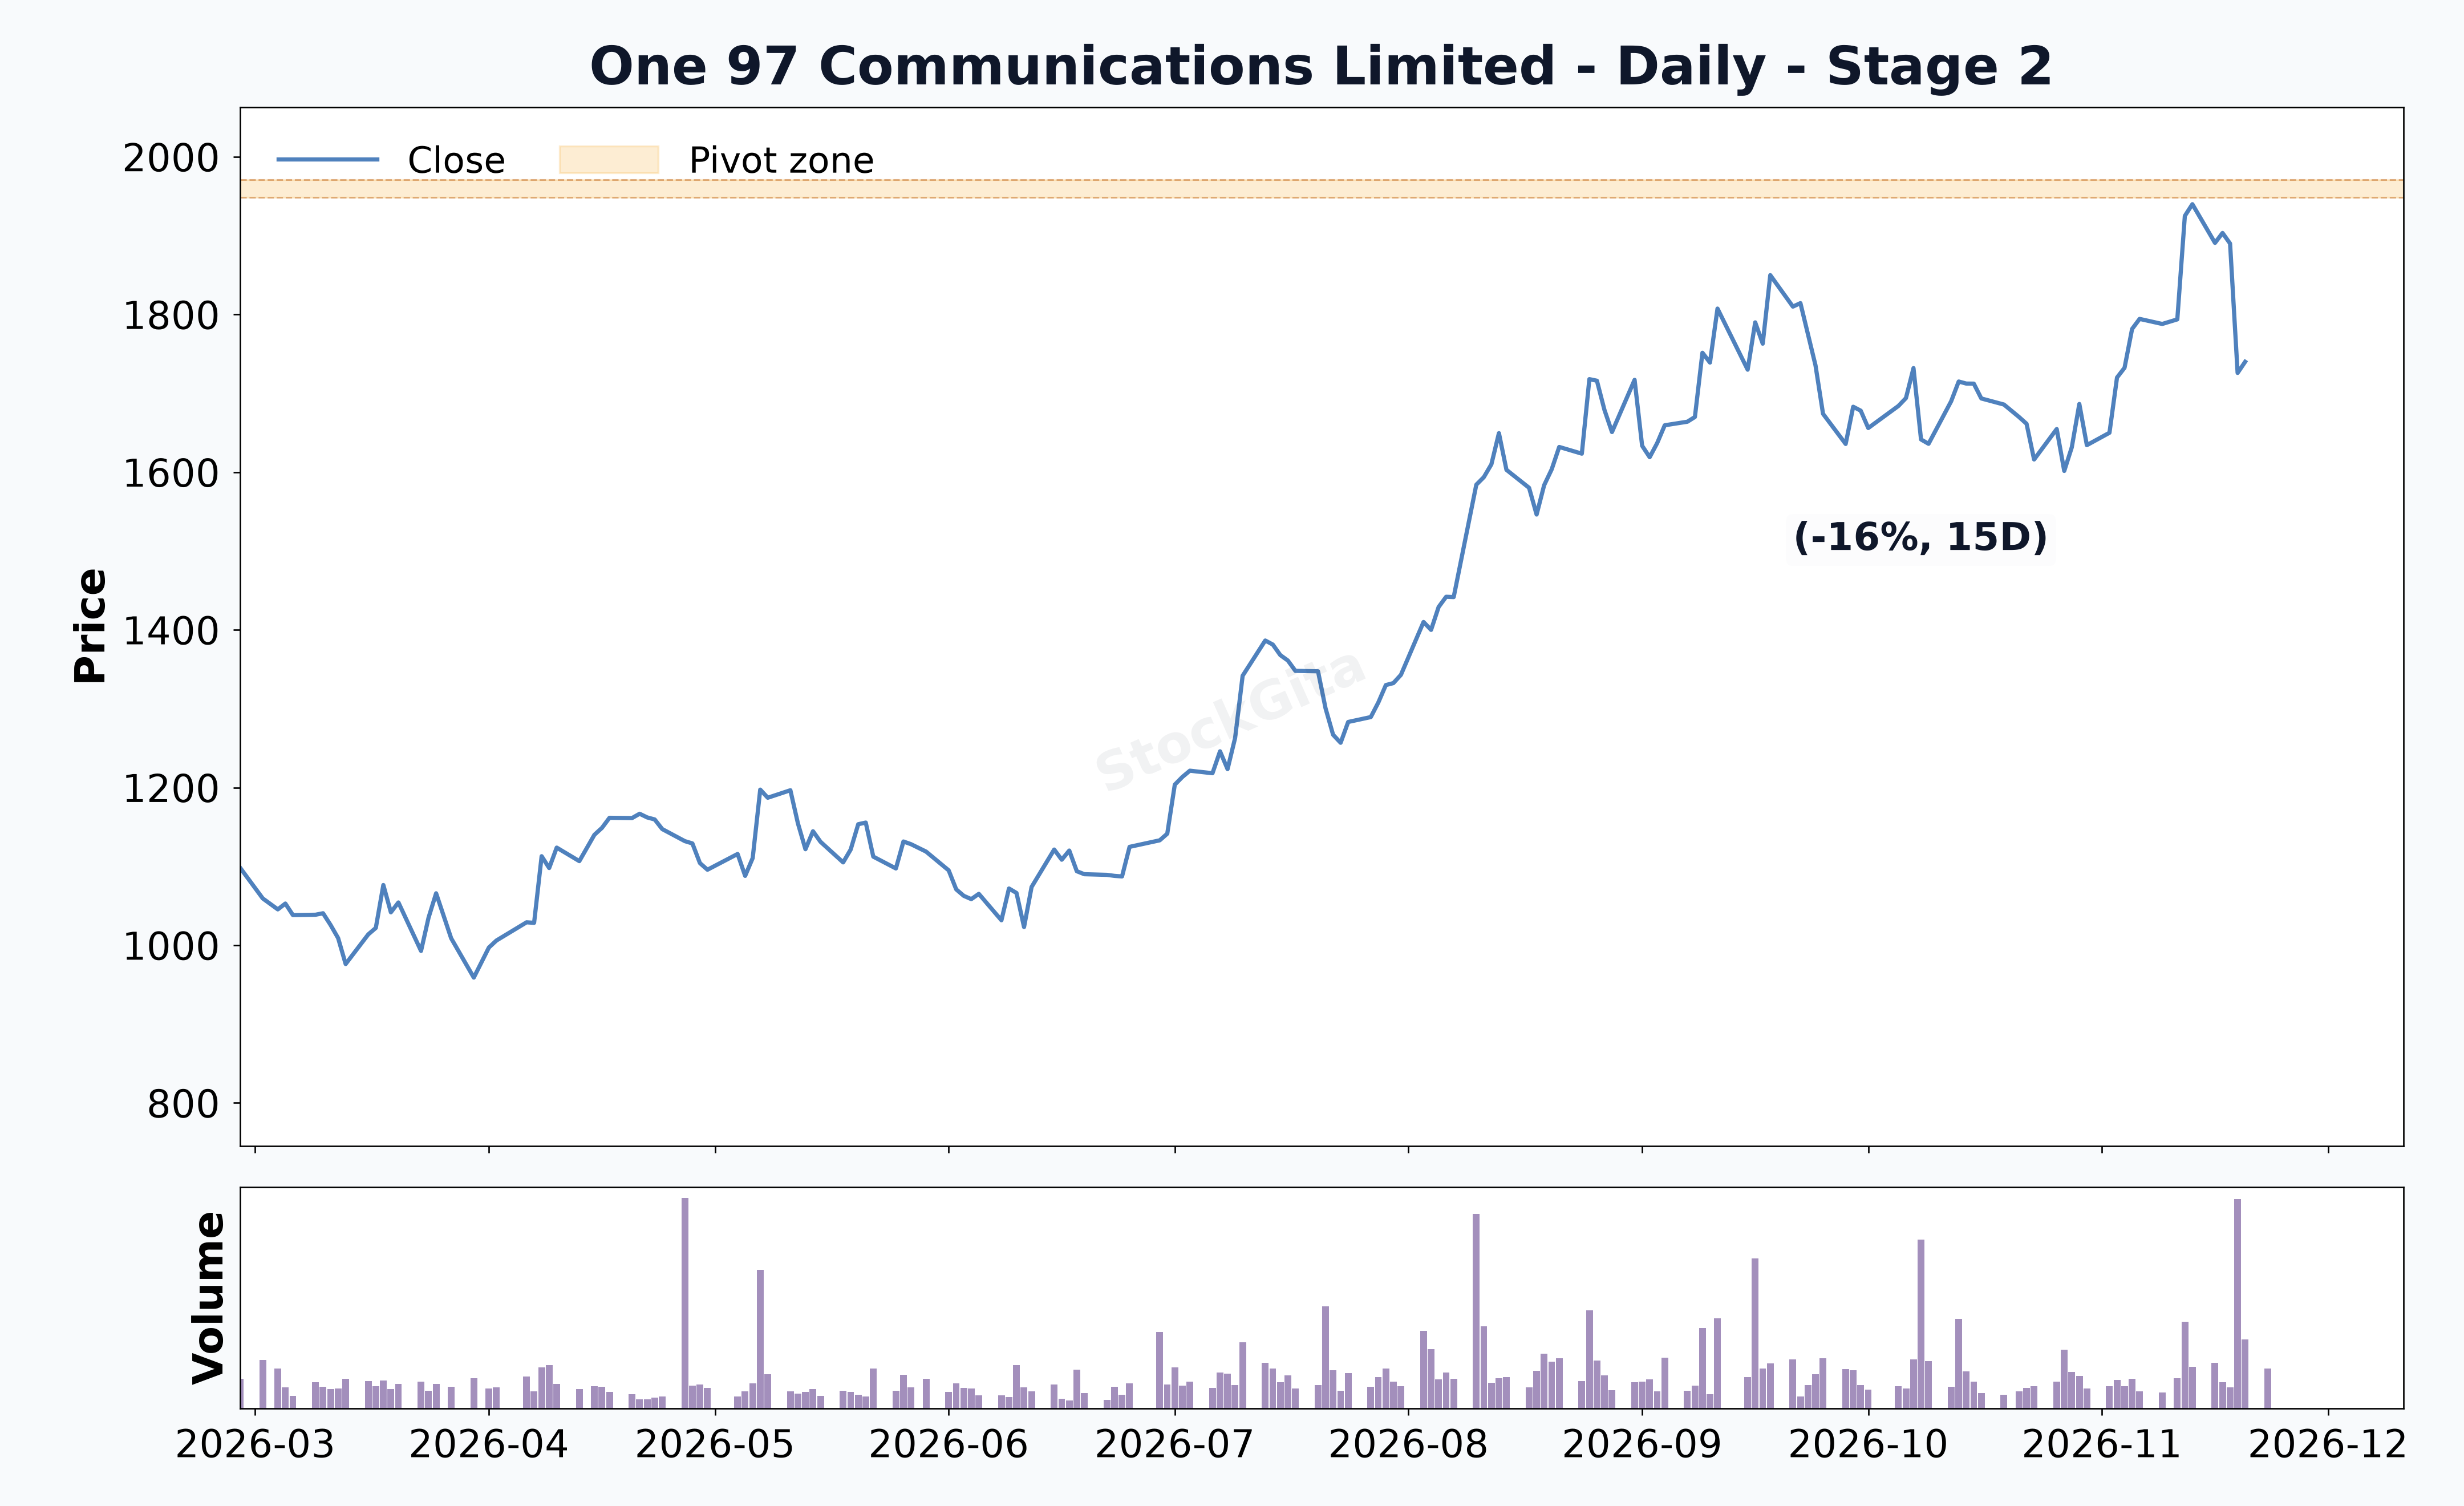 One 97 Communications Limited - Daily - Stage 2
Close
Pivot zone
2000
1800
1600
1400
1200
1000
800
Price
(-16%, 15D)
StockGita
Volume
2026-03
2026-04
2026-05
2026-06
2026-07
2026-08
2026-09
2026-10
2026-11
2026-12